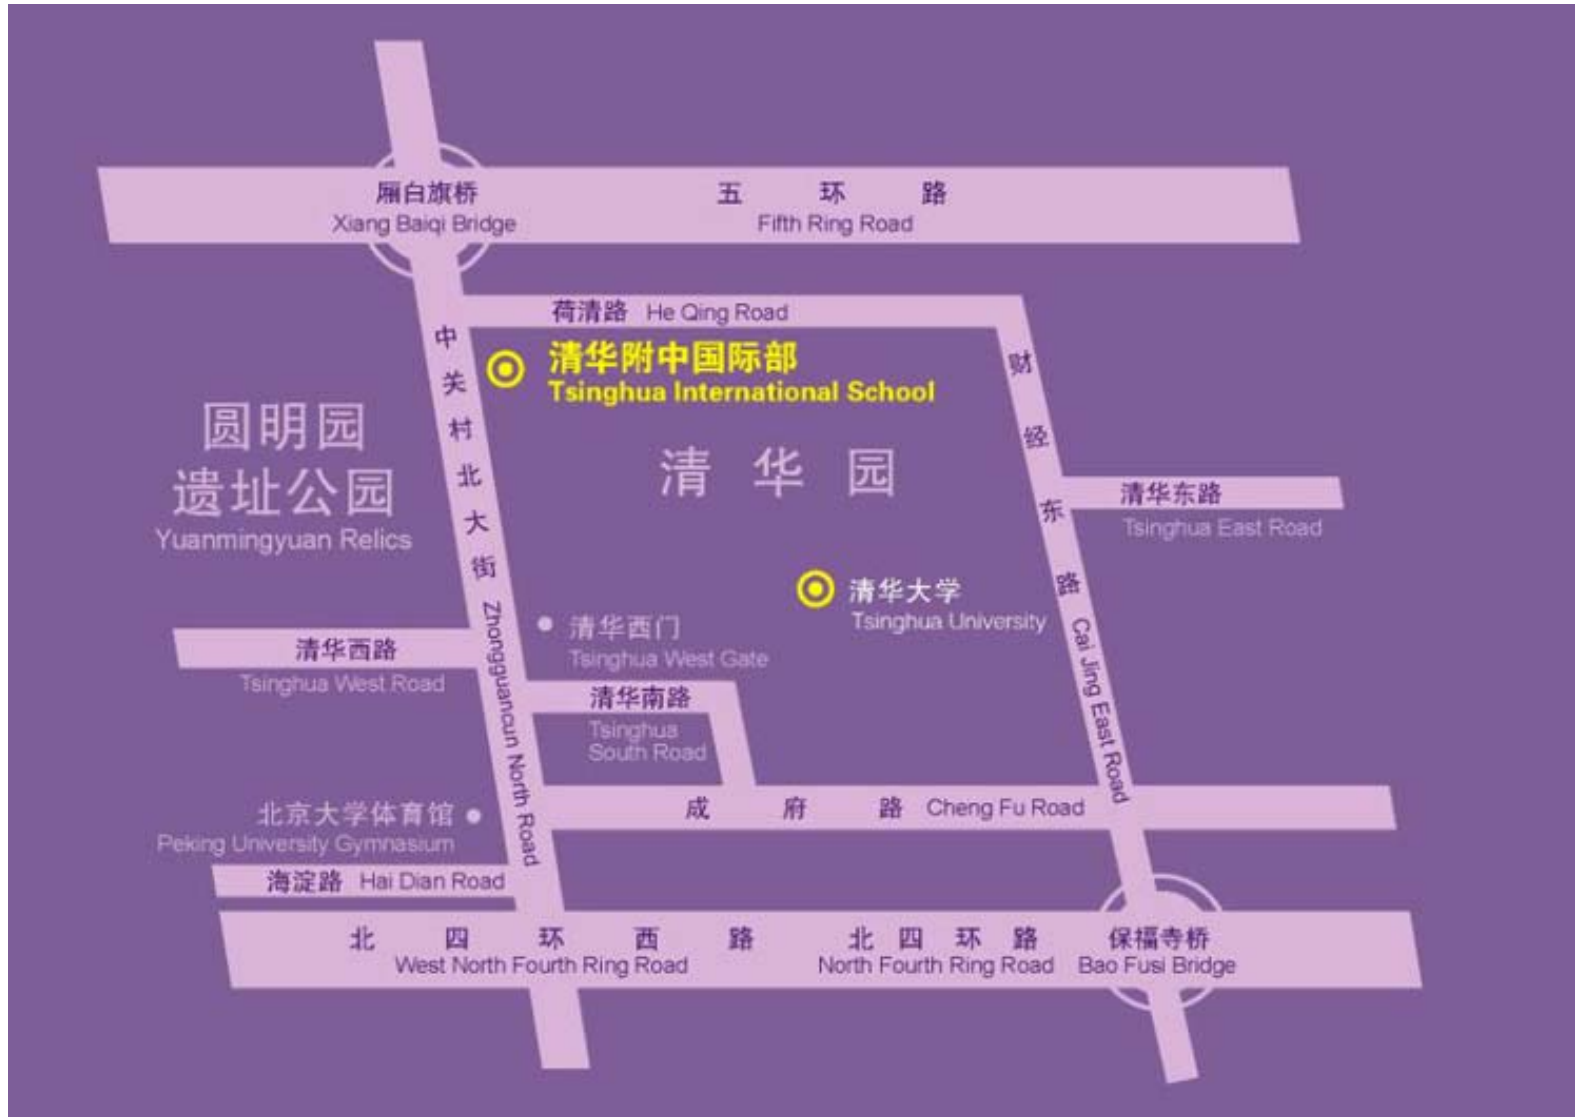 厢白旗桥
Xiang Baiqi Bridge
五环路
Fifth Ring Road
荷清路 He Qing Road
清华附中国际部
Tsinghua International School
中关村北大街 Zhongguancun North Road
财经东路 Cai Jing East Road
圆明园
遗址公园
Yuanmingyuan Relics
清华园
清华东路
Tsinghua East Road
清华大学
Tsinghua University
清华西门
Tsinghua West Gate
清华西路
Tsinghua West Road
清华南路
Tsinghua
South Road
北京大学体育馆
Peking University Gymnasium
成府路 Cheng Fu Road
海淀路 Hai Dian Road
北四环西路
West North Fourth Ring Road
北四环路
North Fourth Ring Road
保福寺桥
Bao Fusi Bridge